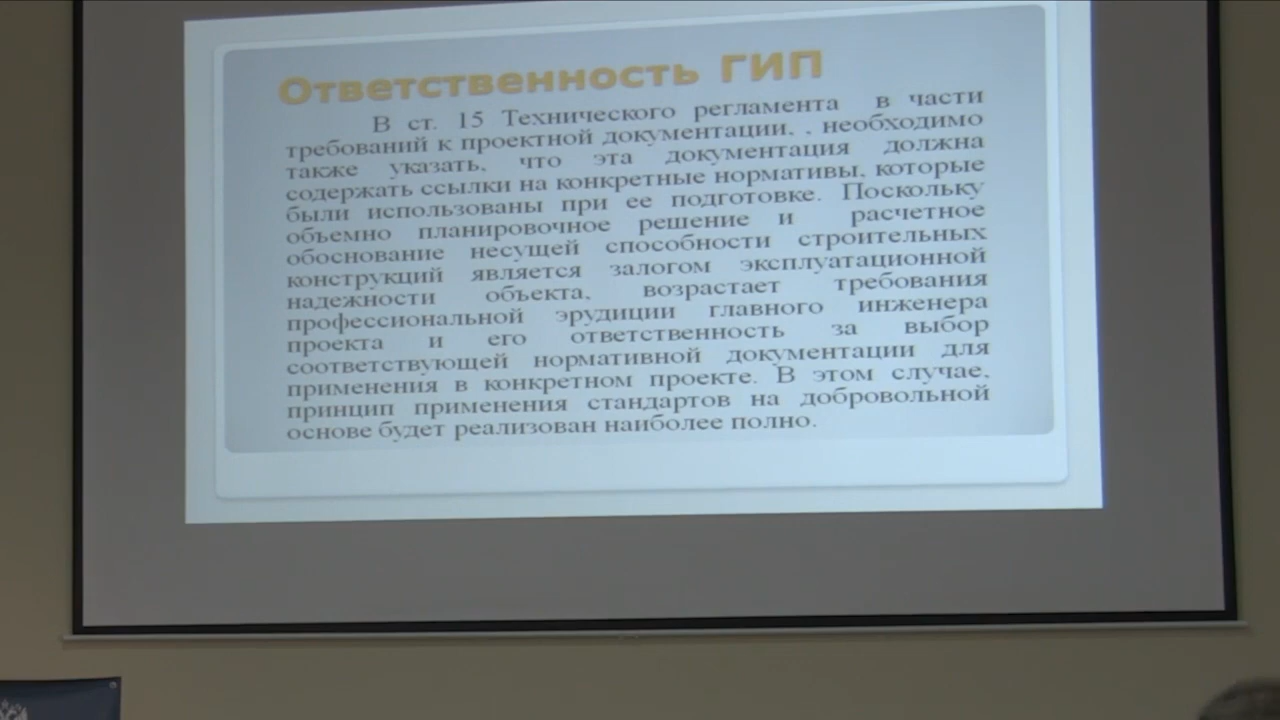 Ответственность ГИП
В ст. 15 Технического регламента в части
требований к проектной документации, , необходимо
также указать, что эта документация должна
содержать ссылки на конкретные нормативы, которые
были использованы при ее подготовке. Поскольку
объемно планировочное решение и расчетное
обоснование несущей способности строительных
конструкций является залогом эксплуатационной
надежности объекта, возрастает требования
профессиональной эрудиции главного инженера
проекта и его ответственность за выбор
соответствующей нормативной документации для
применения в конкретном проекте. В этом случае,
принцип применения стандартов на добровольной
основе будет реализован наиболее полно.